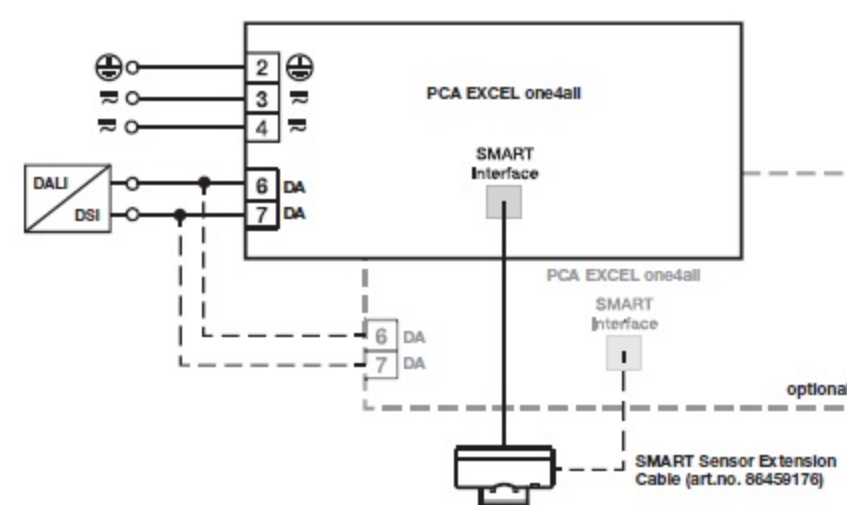 2
3
4
PCA EXCEL one4all
SMART
Interface
DALI
DSI
6 DA
7 DA
PCA EXCEL one4all
SMART
Interface
6 DA
7 DA
optional
SMART Sensor Extension
Cable (art.no. 86459176)